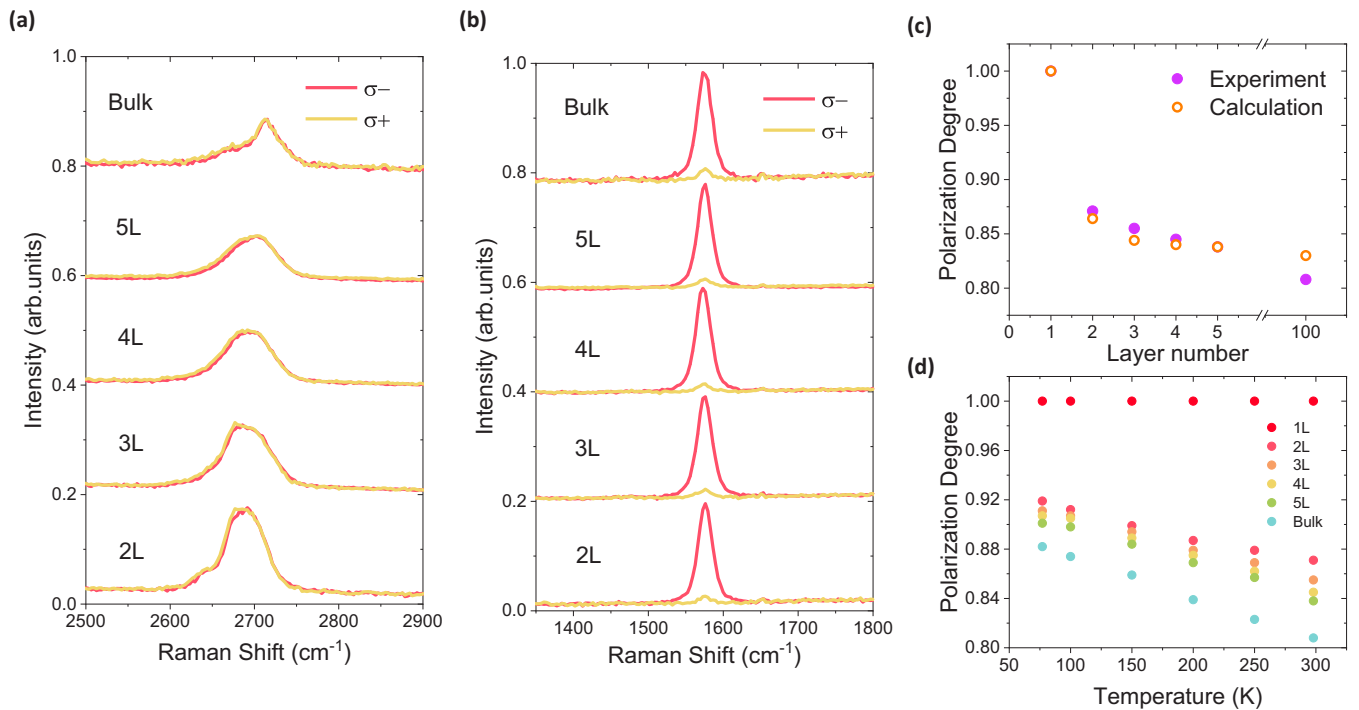 (a)
Intensity (arb.units)
1.0
0.8
0.6
0.4
0.2
0.0
Bulk
5L
4L
3L
2L
σ−
σ+
2500 2600 2700 2800 2900
Raman Shift (cm-1)
(b)
Intensity (arb.units)
1.0
0.8
0.6
0.4
0.2
0.0
Bulk
5L
4L
3L
2L
σ−
σ+
1400 1500 1600 1700 1800
Raman Shift (cm-1)
(c)
Polarization Degree
1.00
0.95
0.90
0.85
0.80
Experiment
Calculation
0 1 2 3 4 5 100
Layer number
(d)
Polarization Degree
1.00
0.96
0.92
0.88
0.84
0.80
1L
2L
3L
4L
5L
Bulk
50 100 150 200 250 300
Temperature (K)